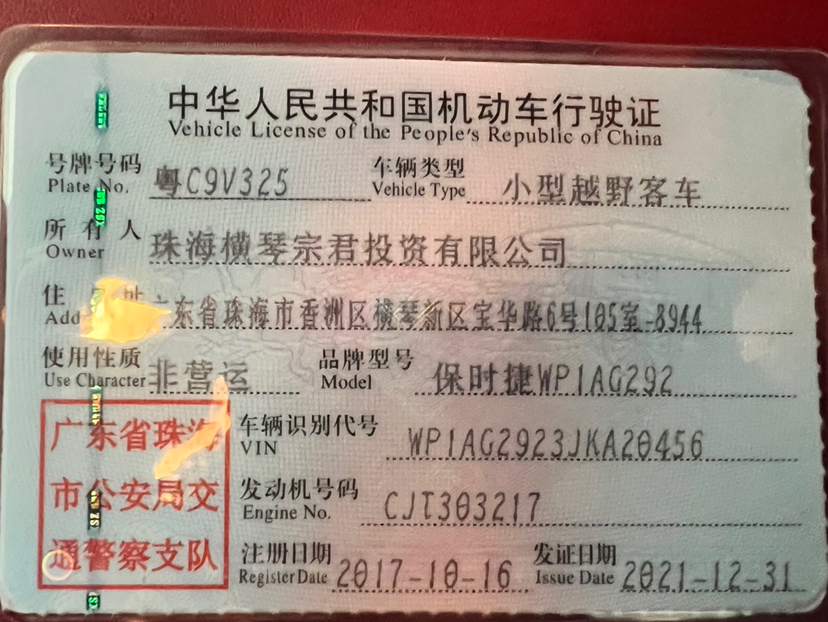 中华人民共和国机动车行驶证
Vehicle License of the People's Republic of China
号牌号码 粤C9V325 车辆类型 小型越野客车
Plate No. Vehicle Type
所有人 珠海横琴宗君投资有限公司
Owner
住 址 广东省珠海市香洲区横琴新区宝华路6号105室-8944
Add
使用性质 非营运 品牌型号 保时捷WP1AG292
Use Character Model
广东省珠海
市公安局交
通警察支队
车辆识别代号 WP1AG2923JKA20456
VIN
发动机号码 CJT303217
Engine No.
注册日期 2017-10-16 发证日期 2021-12-31
Register Date Issue Date